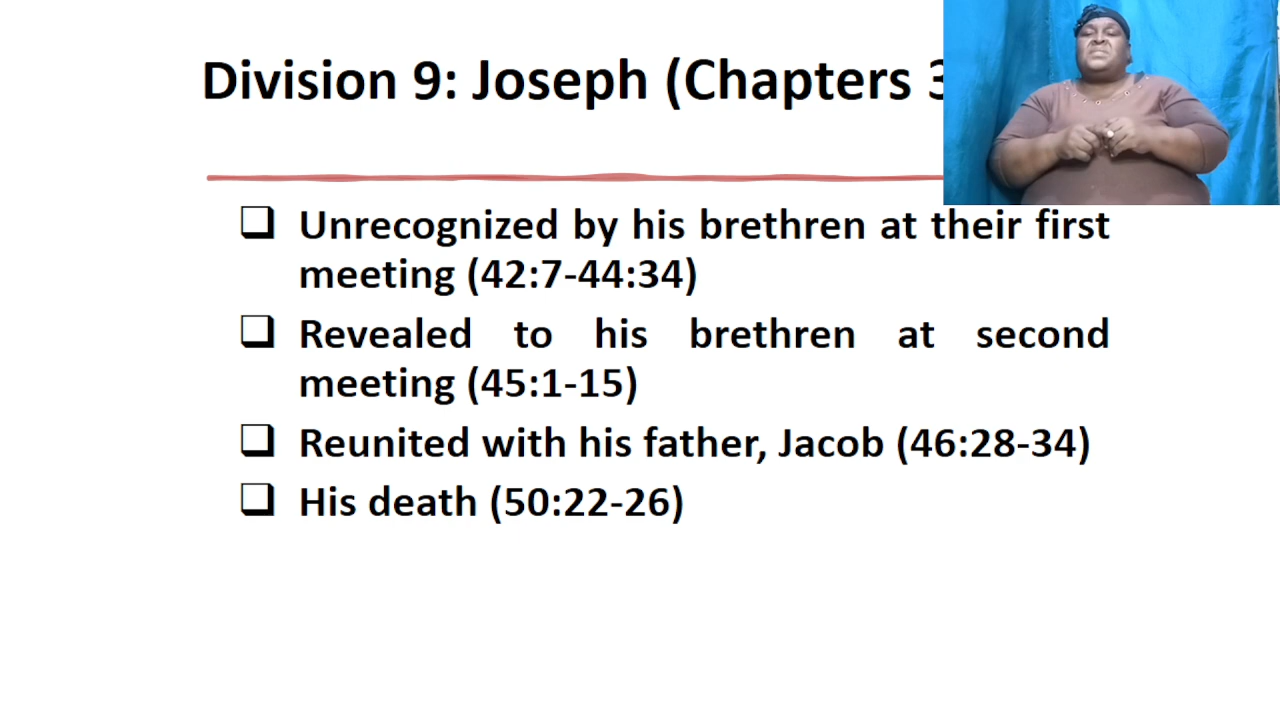 Division 9: Joseph (Chapters 3
Unrecognized by his brethren at their first
meeting (42:7-44:34)
Revealed to his brethren at second
meeting (45:1-15)
Reunited with his father, Jacob (46:28-34)
His death (50:22-26)